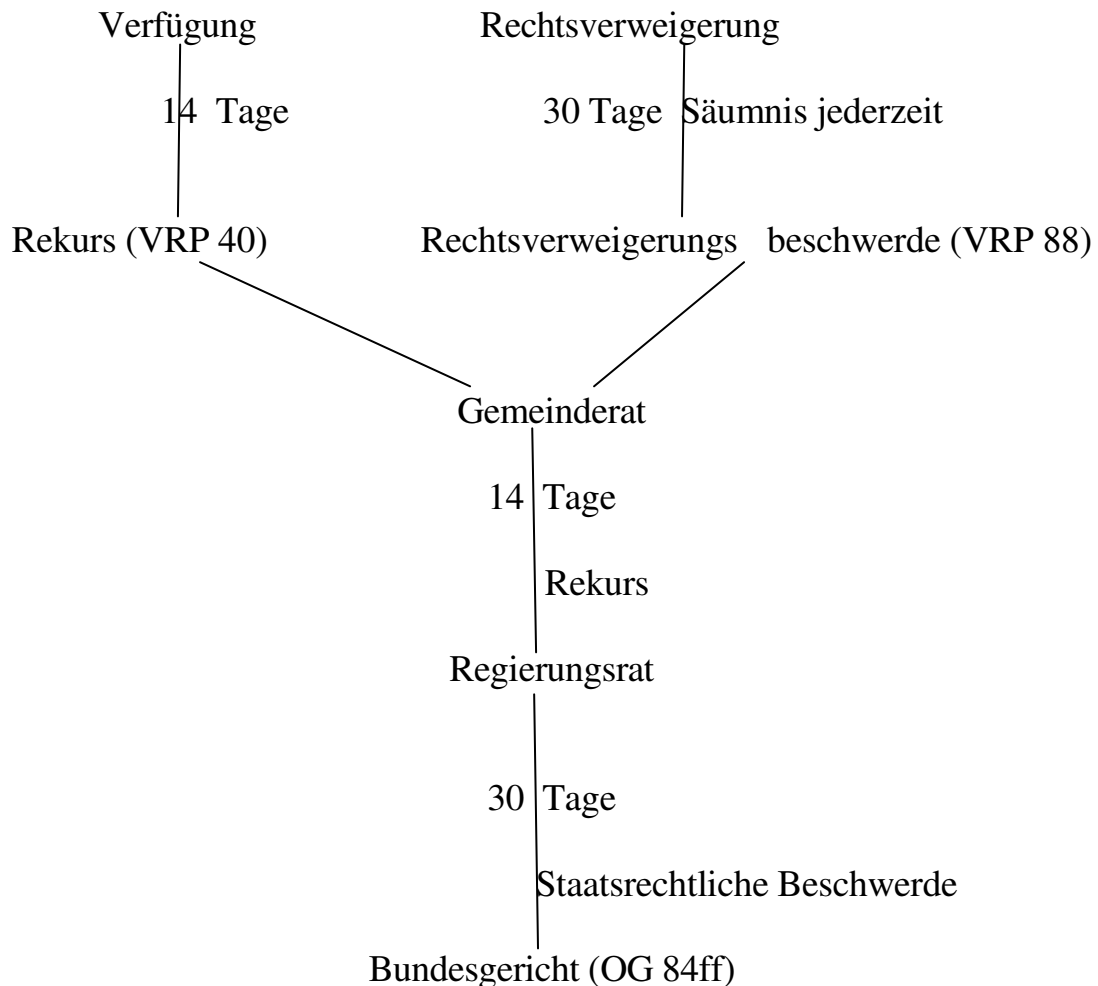 Verfügung Rechtsverweigerung
14 Tage 30 Tage Säumnis jederzeit
Rekurs (VRP 40) Rechtsverweigerungs beschwerde (VRP 88)
Gemeinderat
14 Tage
Rekurs
Regierungsrat
30 Tage
Staatsrechtliche Beschwerde
Bundesgericht (OG 84ff)